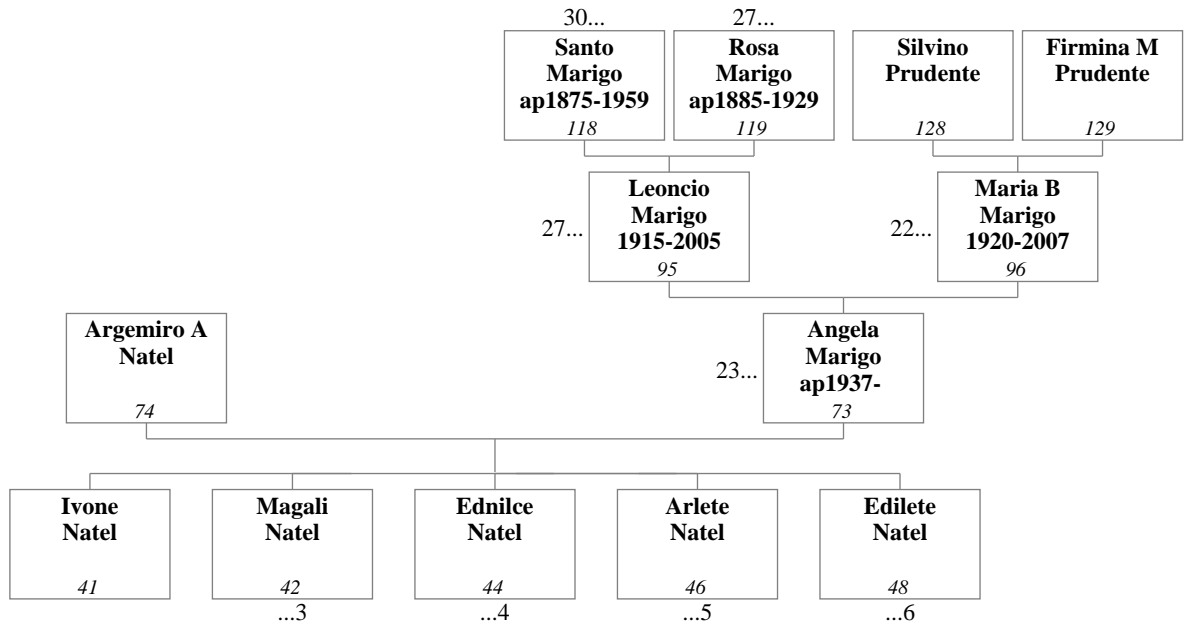 30...
27...
Santo
Marigo
ap1875-1959
118
Rosa
Marigo
ap1885-1929
119
Silvino
Prudente
128
Firmina M
Prudente
129
27...
Leoncio
Marigo
1915-2005
95
22...
Maria B
Marigo
1920-2007
96
Argemiro A
Natel
74
23...
Angela
Marigo
ap1937-
73
Ivone
Natel
41
Magali
Natel
42
...3
Ednilce
Natel
44
...4
Arlete
Natel
46
...5
Edilete
Natel
48
...6